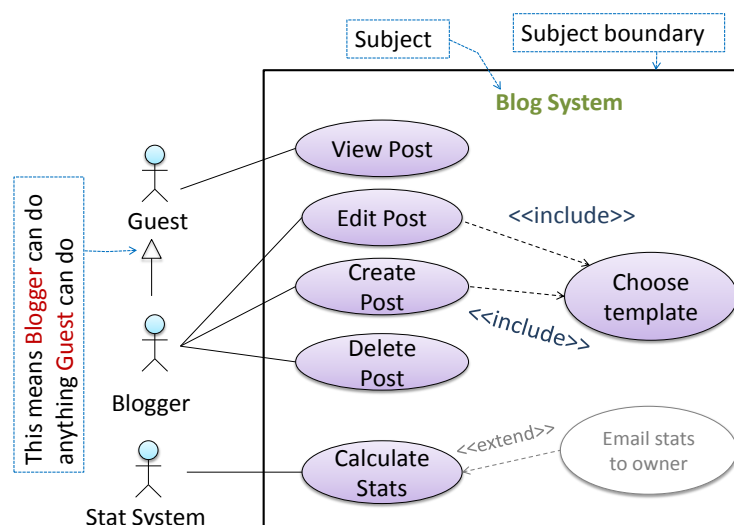 Subject
Subject boundary
Blog System
View Post
Guest
Edit Post
<<include>>
This means Blogger can do
anything Guest can do
Create
Post
Choose
template
<<include>>
Delete
Post
Blogger
Calculate
Stats
<<extend>>
Email stats
to owner
Stat System